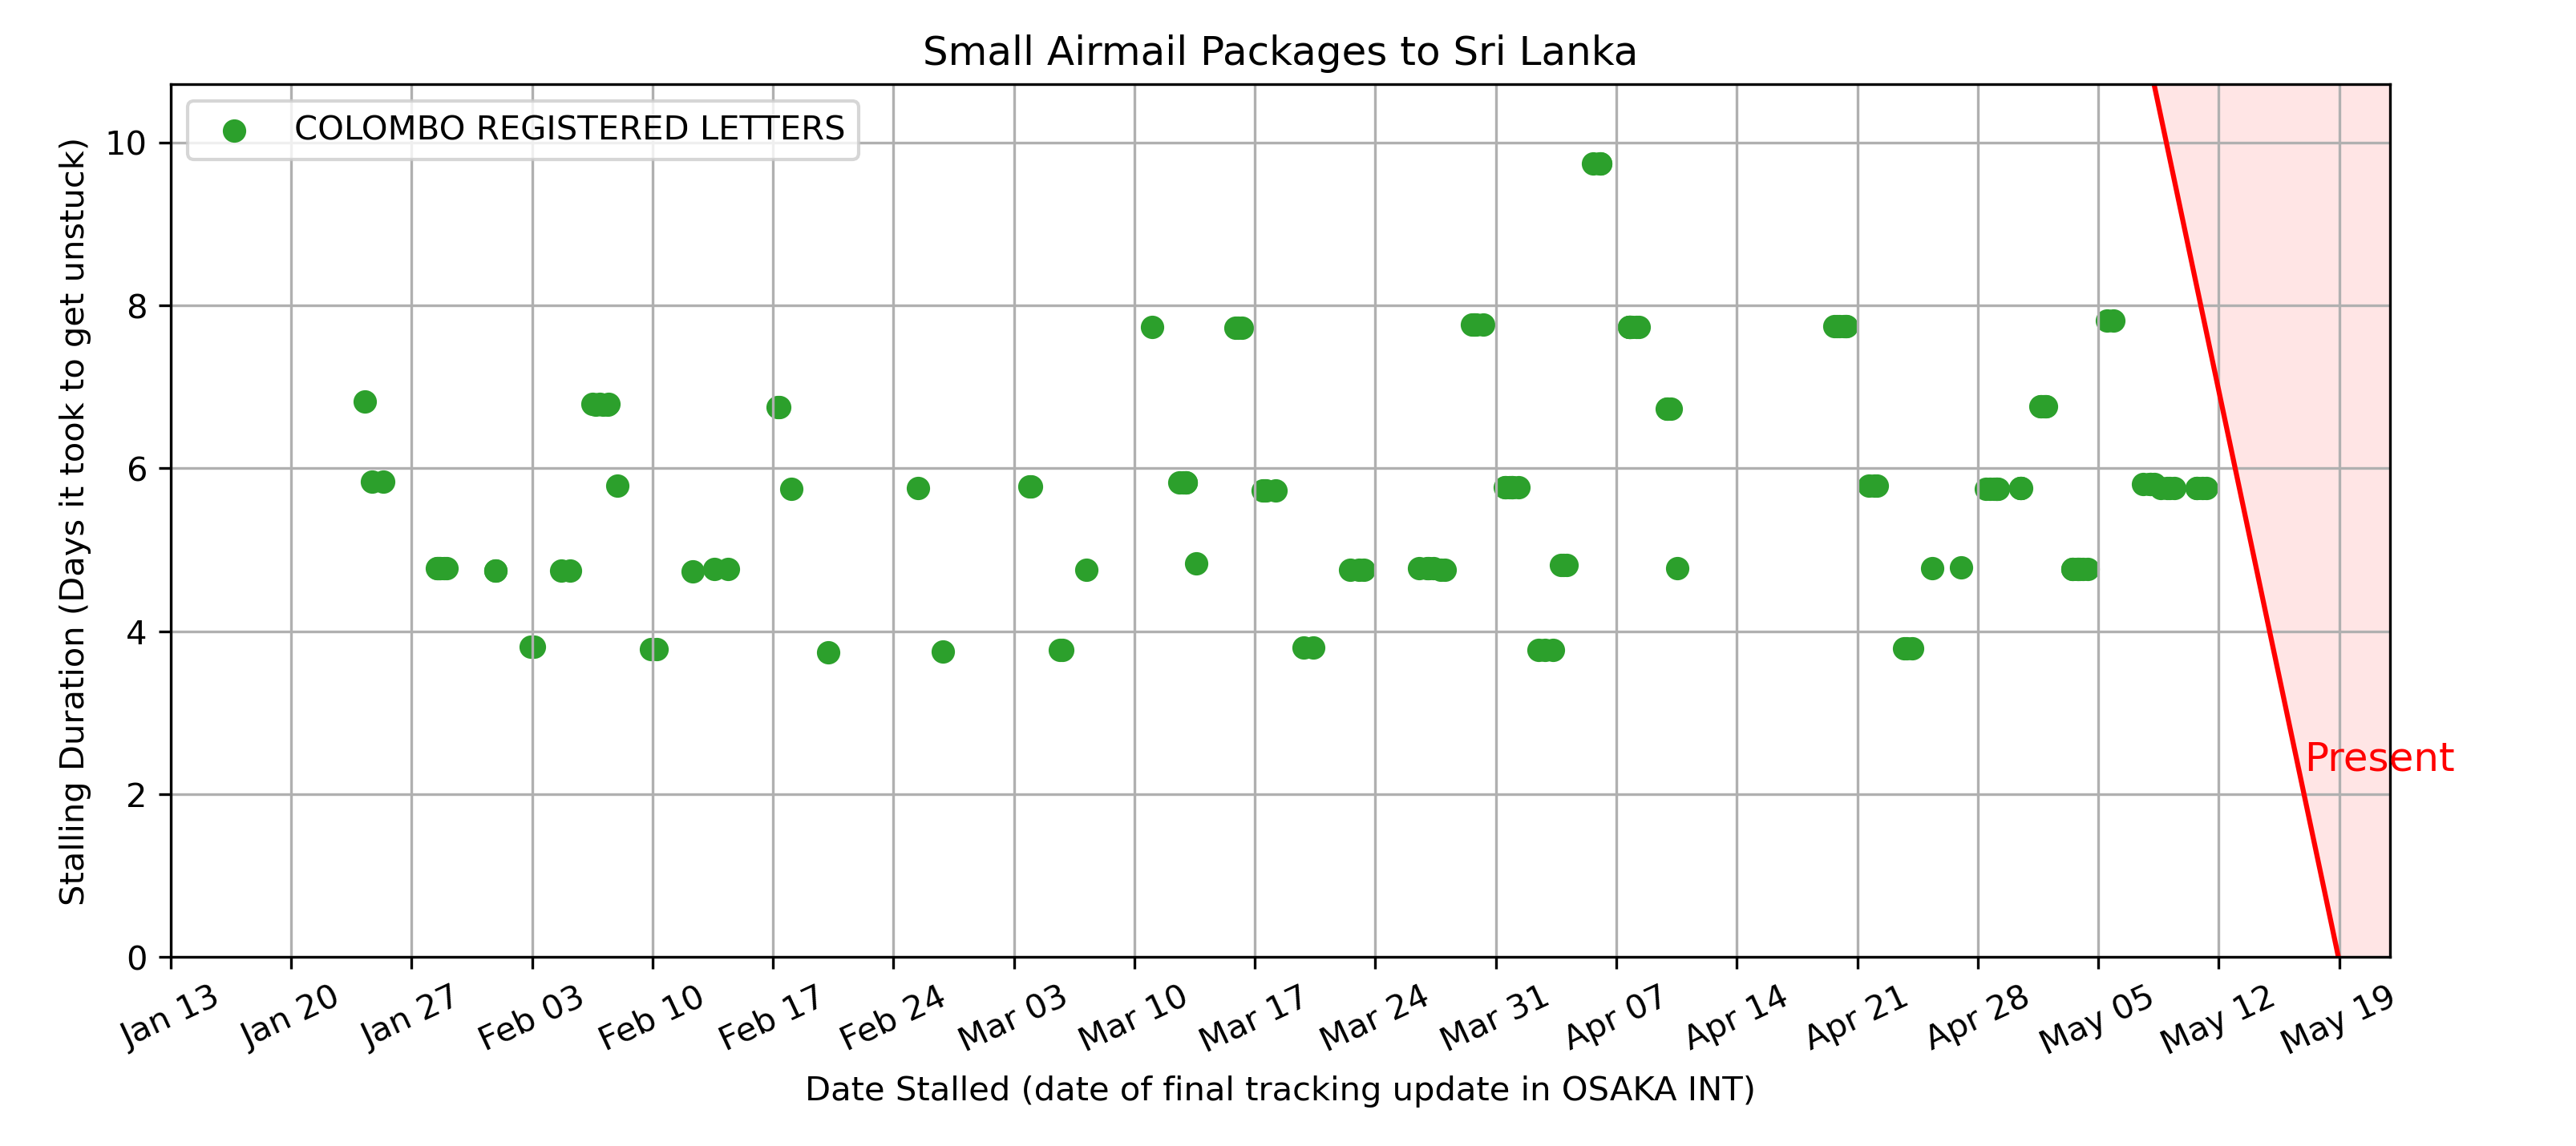 Small Airmail Packages to Sri Lanka
COLOMBO REGISTERED LETTERS
Stalling Duration (Days it took to get unstuck)
10
8
6
4
2
0
Present
Jan 13 Jan 20 Jan 27 Feb 03 Feb 10 Feb 17 Feb 24 Mar 03 Mar 10 Mar 17 Mar 24 Mar 31 Apr 07 Apr 14 Apr 21 Apr 28 May 05 May 12 May 19
Date Stalled (date of final tracking update in OSAKA INT)